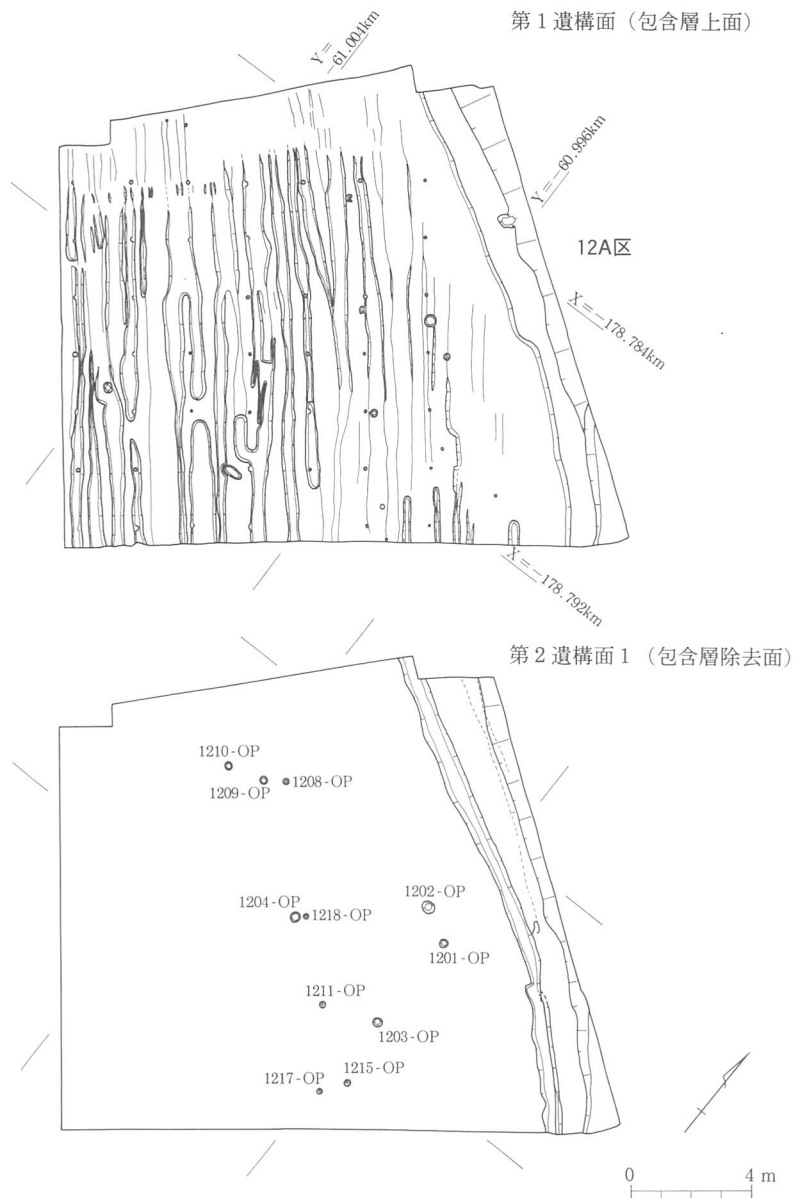 第1遺構面（包含層上面）
Y=
-61.004km
Y=-60.996km
12A区
X=-178.784km
X=-178.792km
第2遺構面1（包含層除去面）
1210-OP
1209-OP
1208-OP
1204-OP
1218-OP
1202-OP
1201-OP
1211-OP
1203-OP
1217-OP
1215-OP
0
4m